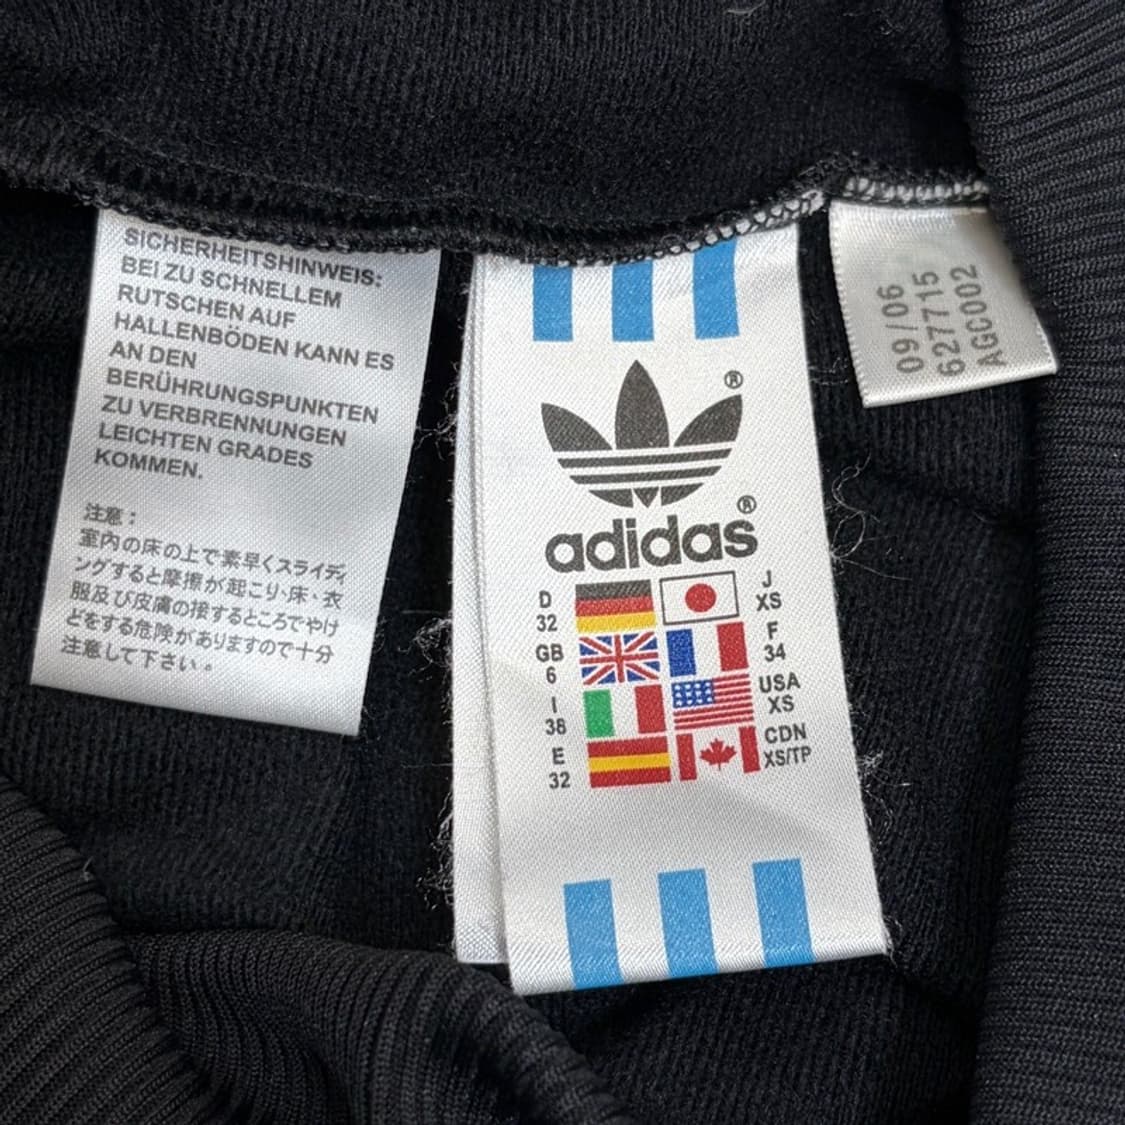 SICHERHEITSHINWEIS:
BEI ZU SCHNELLEM
RUTSCHEN AUF
HALLENBÖDEN KANN ES
AN DEN
BERÜHRUNGSPUNKTEN
ZU VERBRENNUNGEN
LEICHTEN GRADES
KOMMEN.
注意：
室内の床の上で素早くスライディ
ングすると摩擦が起こり、床、衣
服及び皮膚の接するところでやけ
どをする危険がありますので十分
注意して下さい。
®
adidas®
D
32
J
XS
GB
6
F
34
I
38
USA
XS
E
32
CDN
XS/TP
09/06
627715
AGC002